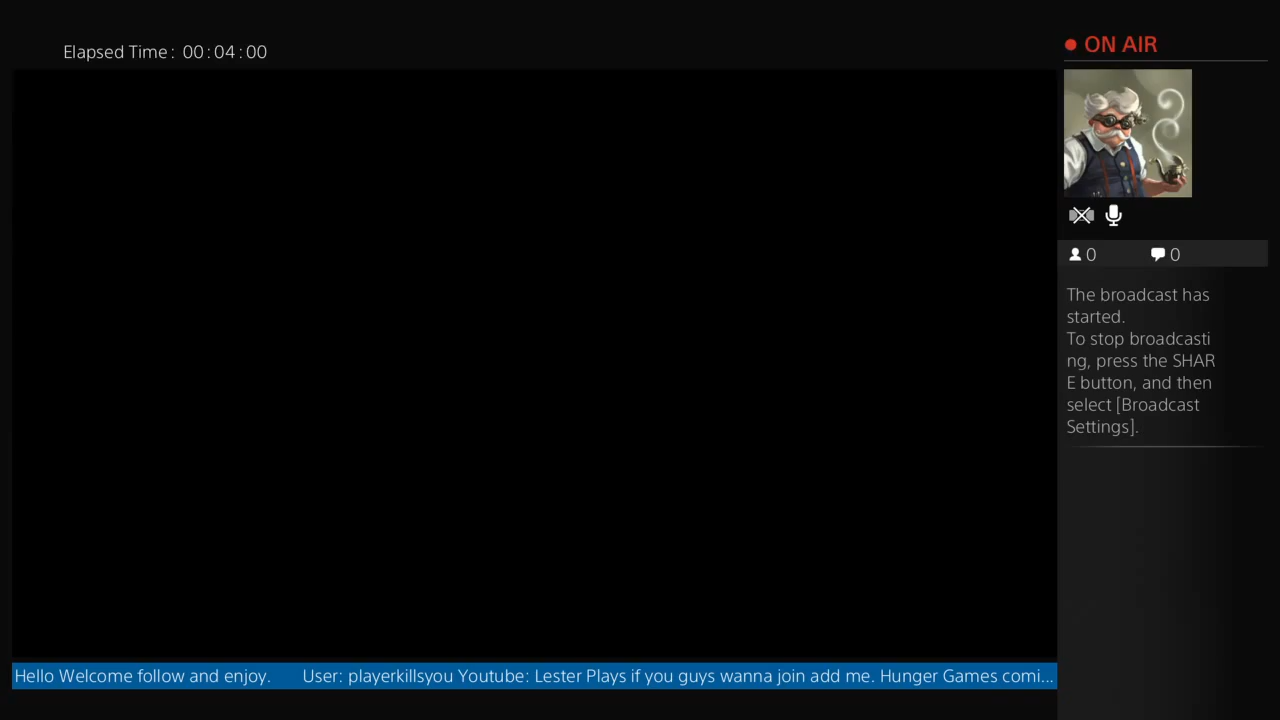 Elapsed Time: 00:04:00
ON AIR
0 0
The broadcast has
started.
To stop broadcasti
ng, press the SHAR
E button, and then
select [Broadcast
Settings].
Hello Welcome follow and enjoy. User: playerkillsyou Youtube: Lester Plays if you guys wanna join add me. Hunger Games comi...